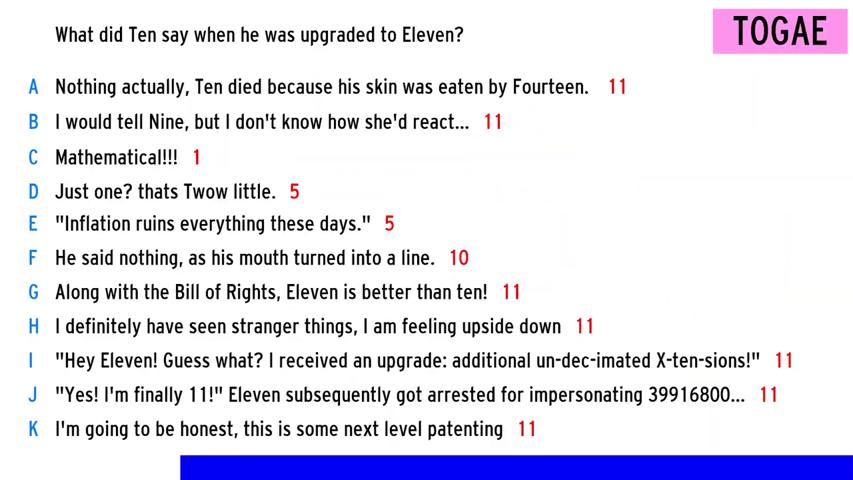 What did Ten say when he was upgraded to Eleven?
TOGAE
A Nothing actually, Ten died because his skin was eaten by Fourteen. 11
B I would tell Nine, but I don't know how she'd react... 11
C Mathematical!!! 1
D Just one? thats Twow little. 5
E "Inflation ruins everything these days." 5
F He said nothing, as his mouth turned into a line. 10
G Along with the Bill of Rights, Eleven is better than ten! 11
H I definitely have seen stranger things, I am feeling upside down 11
I "Hey Eleven! Guess what? I received an upgrade: additional un-dec-imated X-ten-sions!" 11
J "Yes! I'm finally 11!" Eleven subsequently got arrested for impersonating 39916800... 11
K I'm going to be honest, this is some next level patenting 11